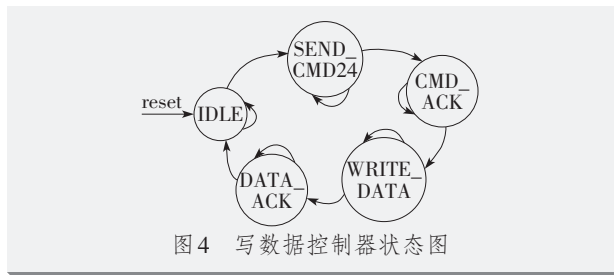 SEND_
CMD24
CMD_
ACK
reset
IDLE
WRITE_
DATA
DATA_
ACK
图4 写数据控制器状态图